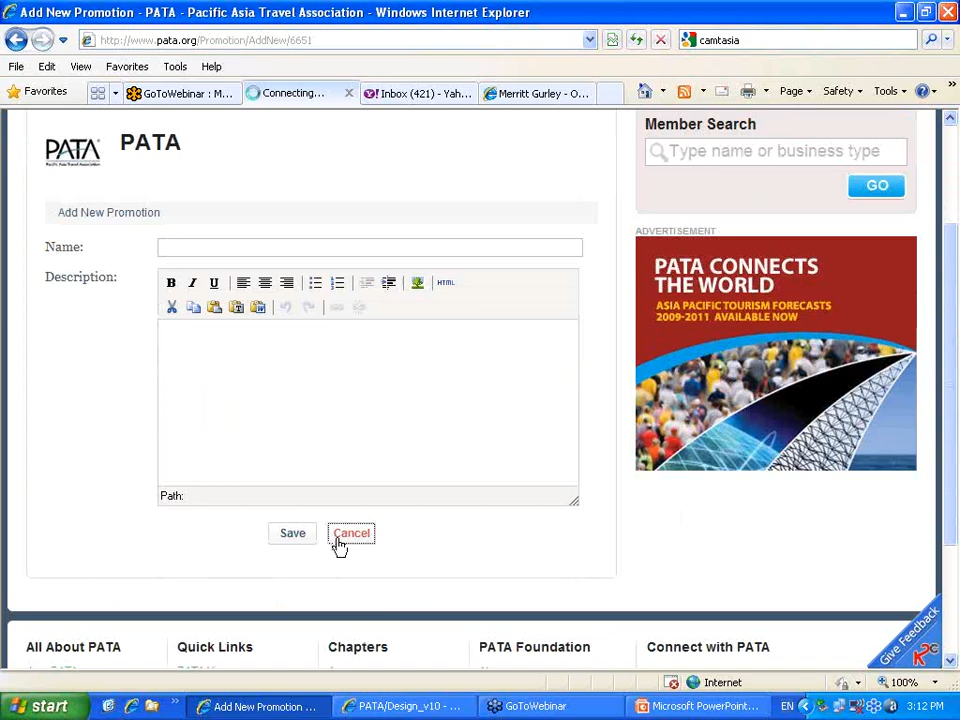 Add New Promotion - PATA - Pacific Asia Travel Association - Windows Internet Explorer
http://www.pata.org/Promotion/AddNew/6651
camtasia
File Edit View Favorites Tools Help
Favorites
GoToWebinar : M...
Connecting...
Inbox (421) - Yah...
Merritt Gurley - O...
Page
Safety
Tools
PATA
Pacific Asia Travel Association
PATA
Add New Promotion
Name:
Description:
B I U HTML
Path:
Save Cancel
Member Search
Type name or business type
GO
ADVERTISEMENT
PATA CONNECTS
THE WORLD
ASIA PACIFIC TOURISM FORECASTS
2009-2011 AVAILABLE NOW
Give Feedback
K2C
All About PATA Quick Links Chapters PATA Foundation Connect with PATA
Internet
100%
start
Add New Promotion ...
PATA/Design_v10 - ...
GoToWebinar
Microsoft PowerPoint...
3:12 PM